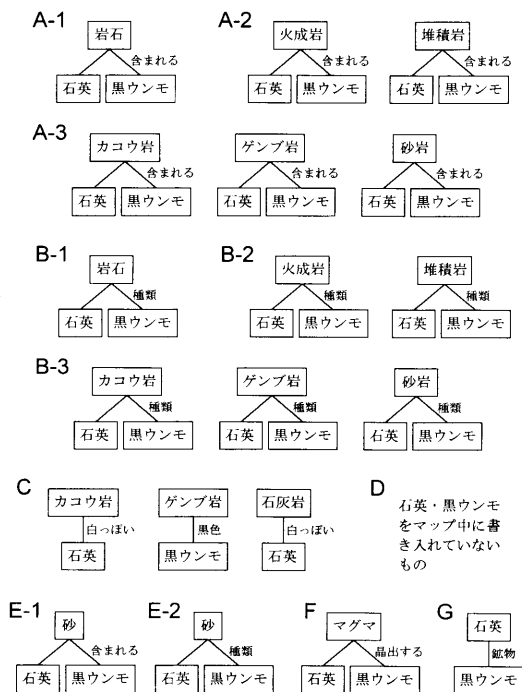 A-1
A-2
岩石
火成岩
堆積岩
含まれる
含まれる
含まれる
石英 黒ウンモ
石英 黒ウンモ
石英 黒ウンモ
A-3
カコウ岩
ゲンブ岩
砂岩
含まれる
含まれる
含まれる
石英 黒ウンモ
石英 黒ウンモ
石英 黒ウンモ
B-1
B-2
岩石
火成岩
堆積岩
種類
種類
種類
石英 黒ウンモ
石英 黒ウンモ
石英 黒ウンモ
B-3
カコウ岩
ゲンブ岩
砂岩
種類
種類
種類
石英 黒ウンモ
石英 黒ウンモ
石英 黒ウンモ
C
カコウ岩
ゲンブ岩
石灰岩
白っぽい
黒色
白っぽい
石英
黒ウンモ
石英
D
石英・黒ウンモ
をマップ中に書
き入れていない
もの
E-1
砂
含まれる
石英 黒ウンモ
E-2
砂
種類
石英 黒ウンモ
F
マグマ
晶出する
石英 黒ウンモ
G
石英
鉱物
黒ウンモ